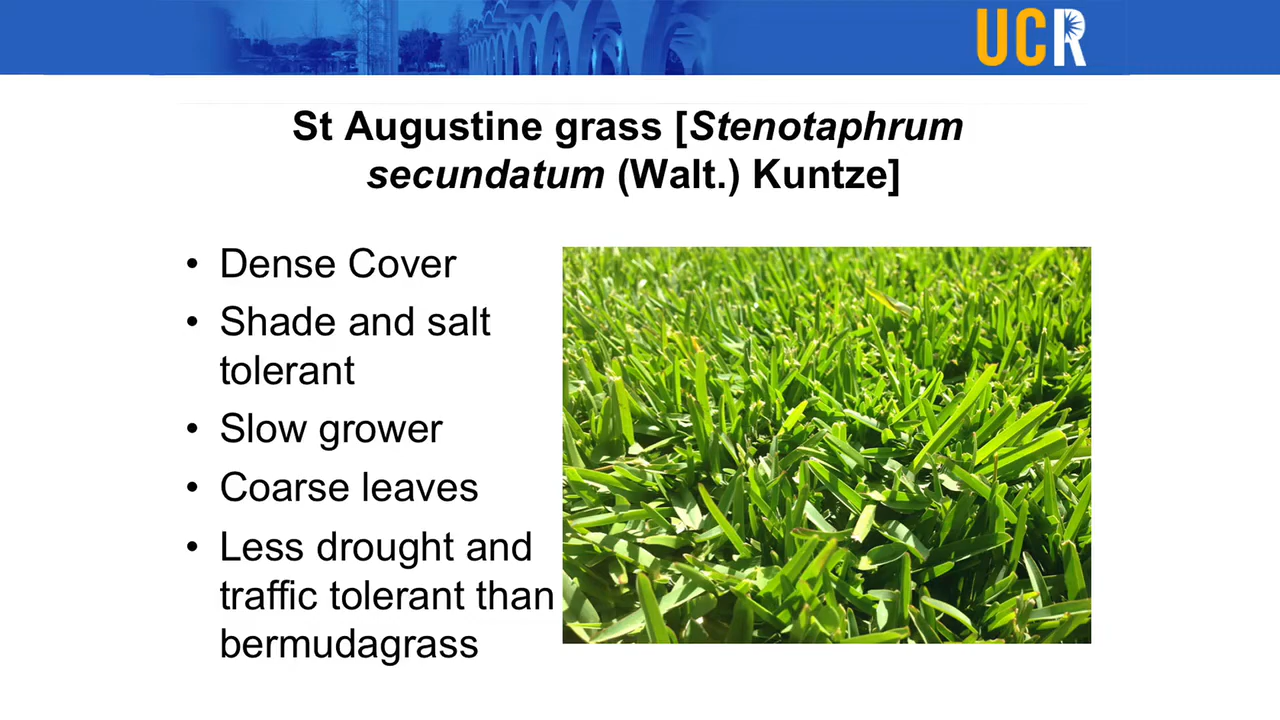 UCR
St Augustine grass [Stenotaphrum
secundatum (Walt.) Kuntze]
• Dense Cover
• Shade and salt
tolerant
• Slow grower
• Coarse leaves
• Less drought and
traffic tolerant than
bermudagrass